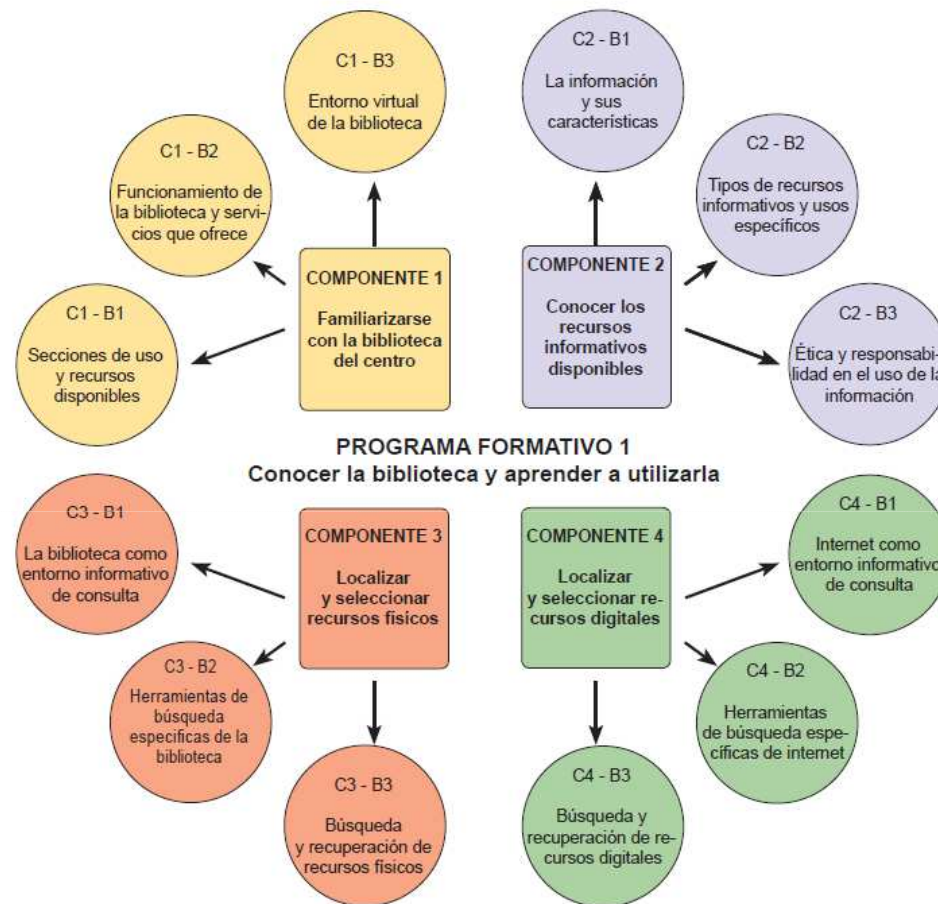 C1 - B3
Entorno virtual
de la biblioteca
C2 - B1
La información
y sus
características
C1 - B2
Funcionamiento de
la biblioteca y servi-
cios que ofrece
C2 - B2
Tipos de recursos
informativos y usos
específicos
COMPONENTE 1
Familiarizarse
con la biblioteca
del centro
COMPONENTE 2
Conocer los
recursos
informativos
disponibles
C1 - B1
Secciones de uso
y recursos
disponibles
C2 - B3
Ética y responsabi-
lidad en el uso de la
información
PROGRAMA FORMATIVO 1
Conocer la biblioteca y aprender a utilizarla
C3 - B1
La biblioteca como
entorno informativo
de consulta
COMPONENTE 3
Localizar
y seleccionar
recursos físicos
COMPONENTE 4
Localizar
y seleccionar re-
cursos digitales
C4 - B1
Internet como
entorno informativo
de consulta
C3 - B2
Herramientas de
búsqueda
especificas de la
biblioteca
C4 - B2
Herramientas
de búsqueda espe-
cíficas de internet
C3 - B3
Búsqueda
y recuperación de
recursos físicos
C4 - B3
Búsqueda y
recuperación de re-
cursos digitales